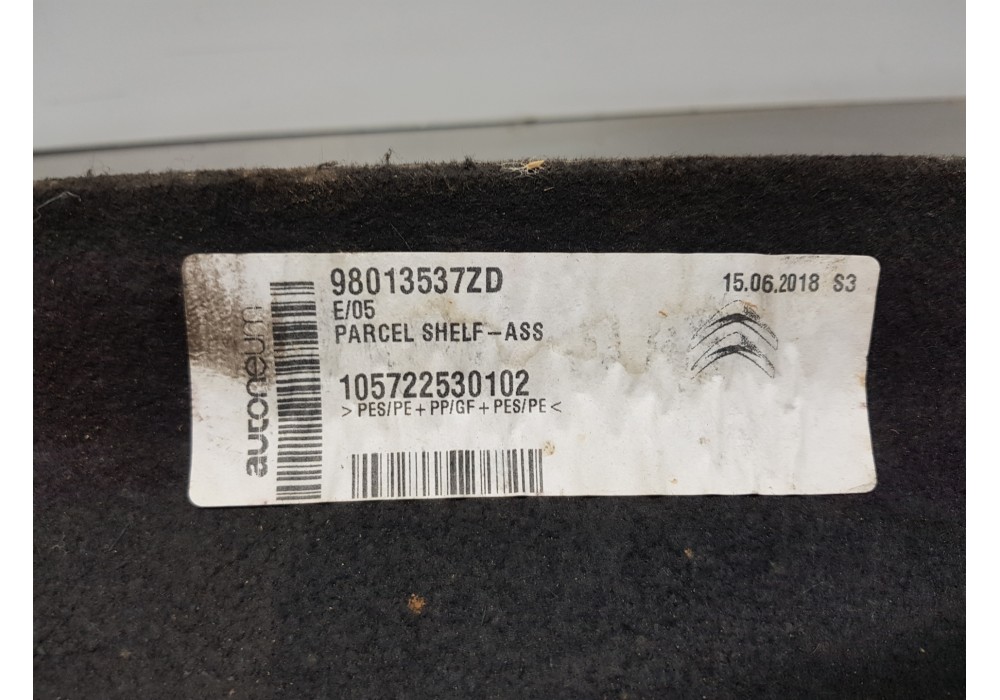 98013537ZD
15.06.2018 S3
E/05
PARCEL SHELF-ASS
105722530102
>PES/PE+PP/GF+PES/PE<
autoneum